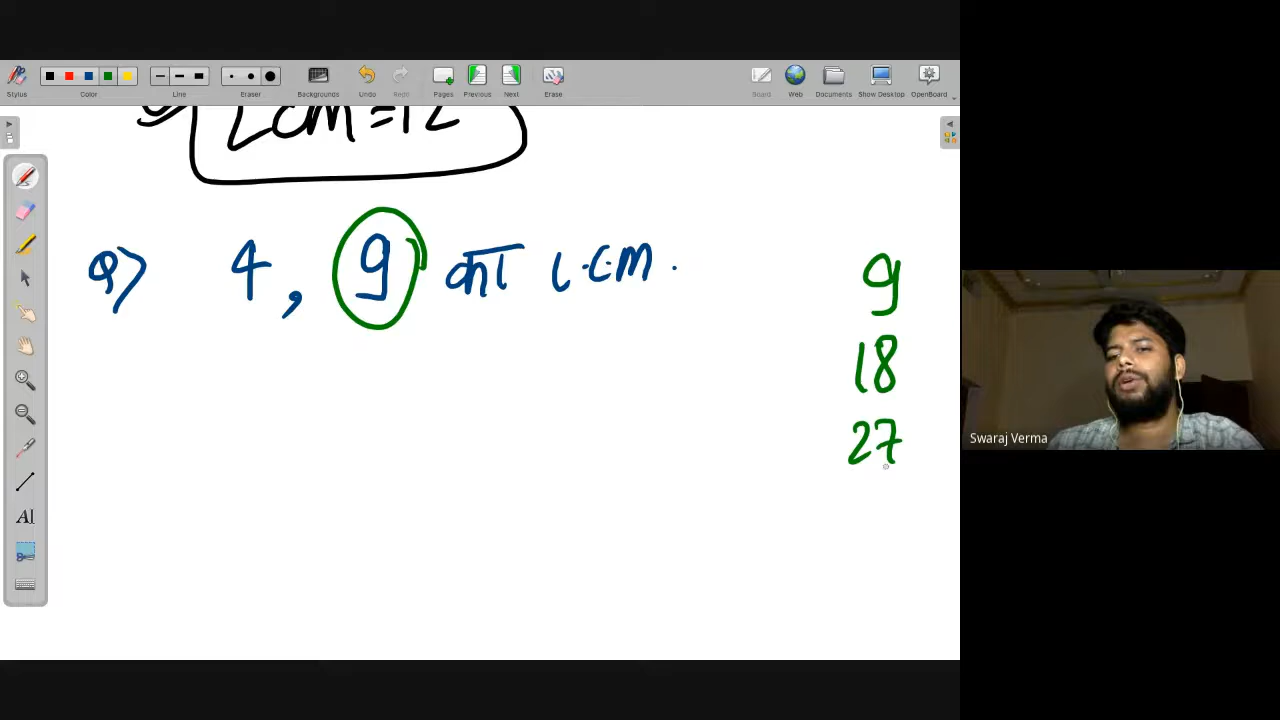 Stylus
Color
Line
Eraser
Backgrounds
Undo
Redo
Pages
Previous
Next
Erase
Board
Web
Documents
Show Desktop
OpenBoard
LCM = 12
Q) 4, 9 का L.C.M.
9
18
27
AI
Swaraj Verma